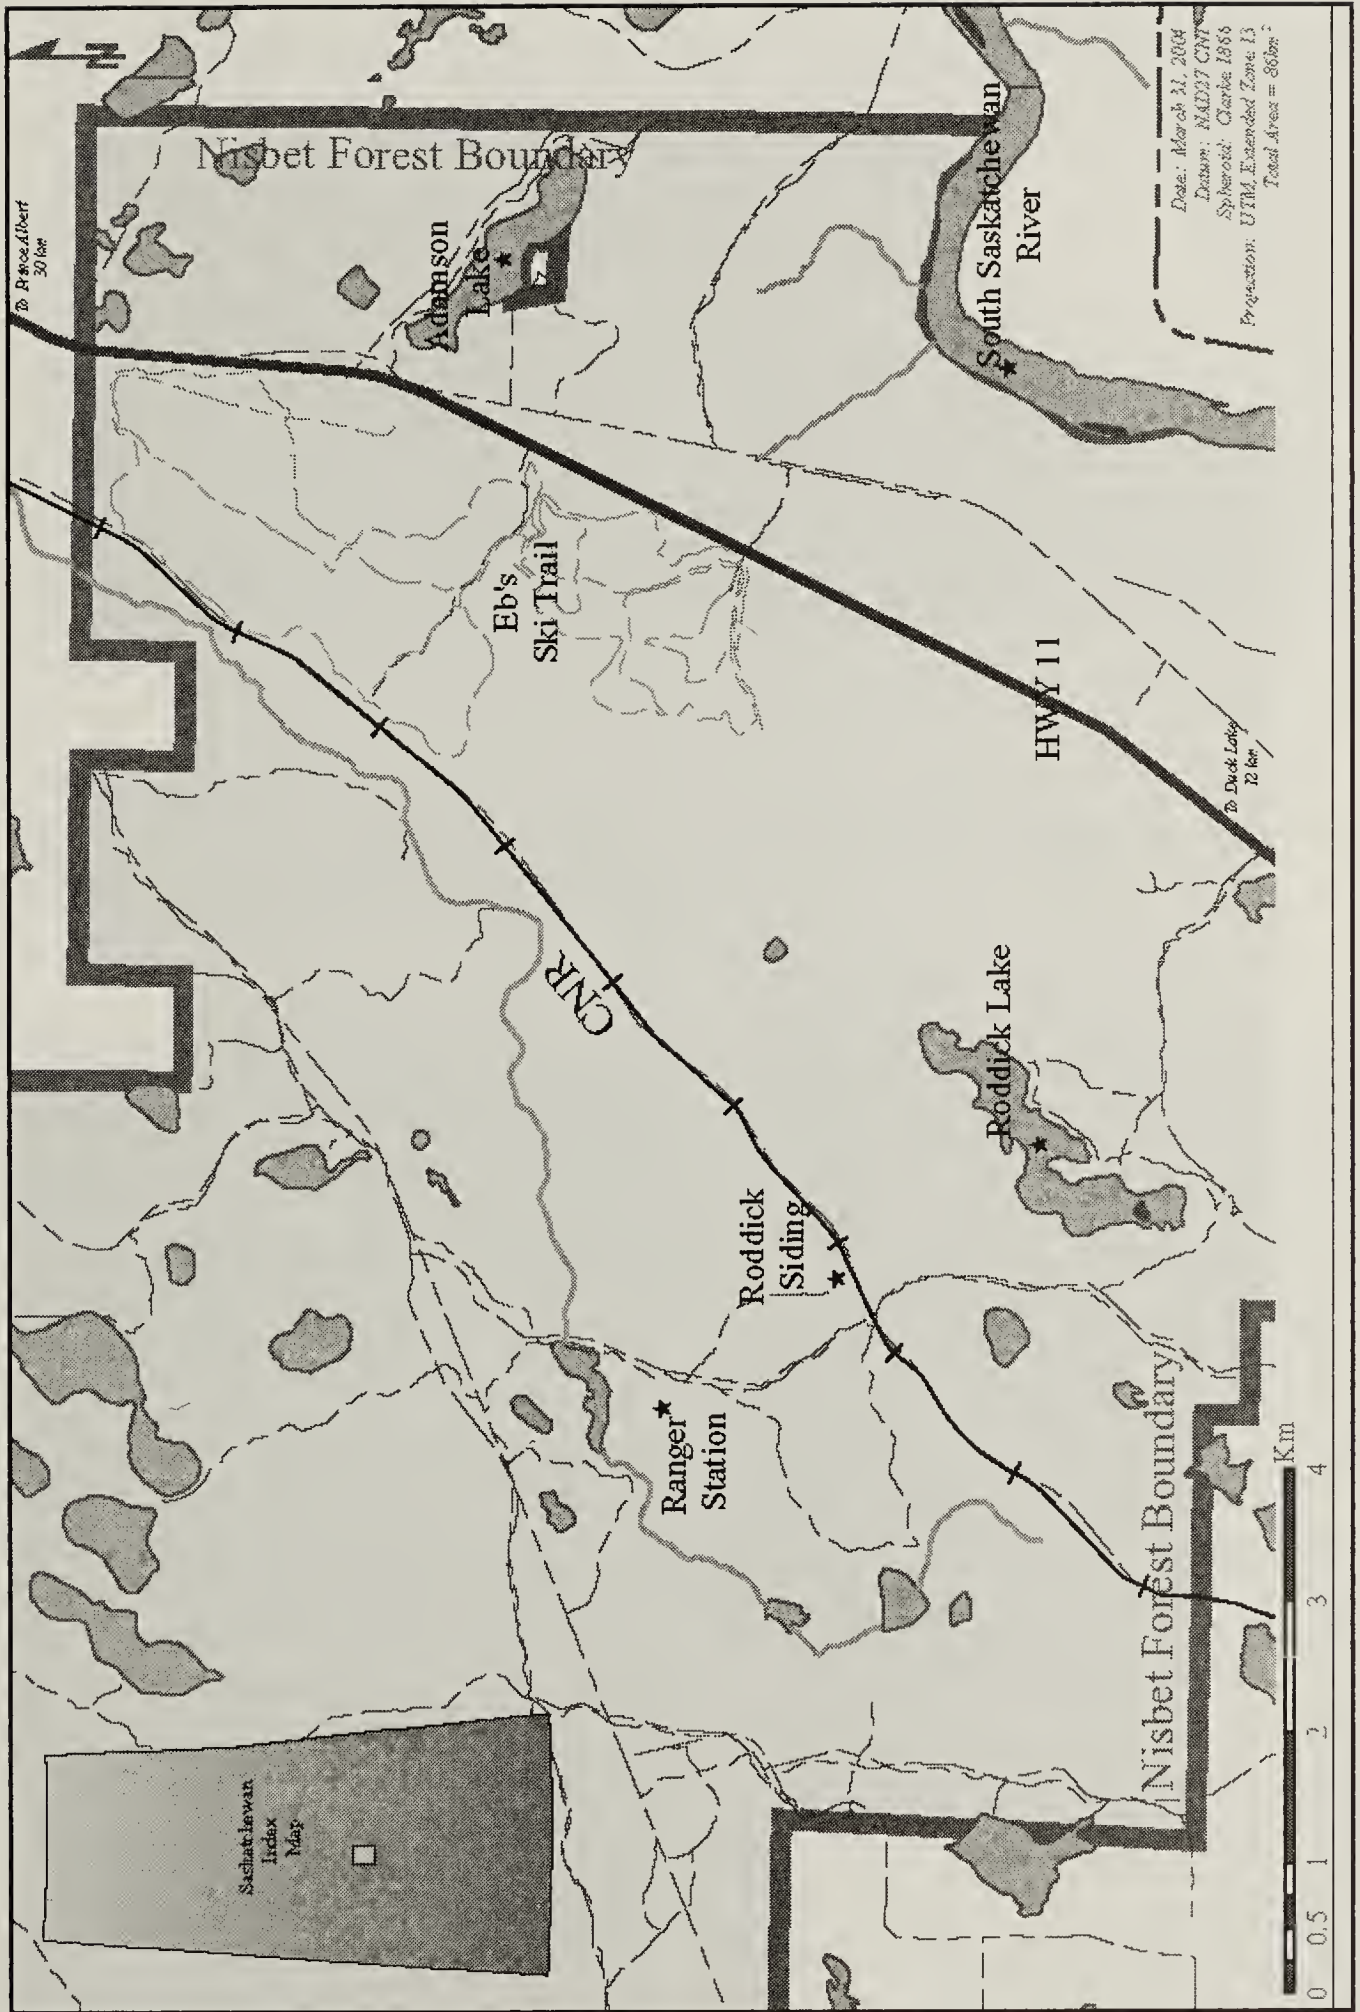 N
To Prince Albert
30 km
Nisbet Forest Boundary
Adamson
Lake
South Saskatchewan
River
Date: March 31, 2004
Datum: NAD27 CNT
Spheroid: Clarke 1866
Projection: UTM, Extended Zone 13
Total Area = 86km²
Eb's
Ski Trail
HWY 11
To Duck Lake
12 km
CNR
Roddick Lake
Roddick
Siding
Ranger
Station
Nisbet Forest Boundary
Saskatchewan
Index
Map
0 0.5 1 2 3 4
Km